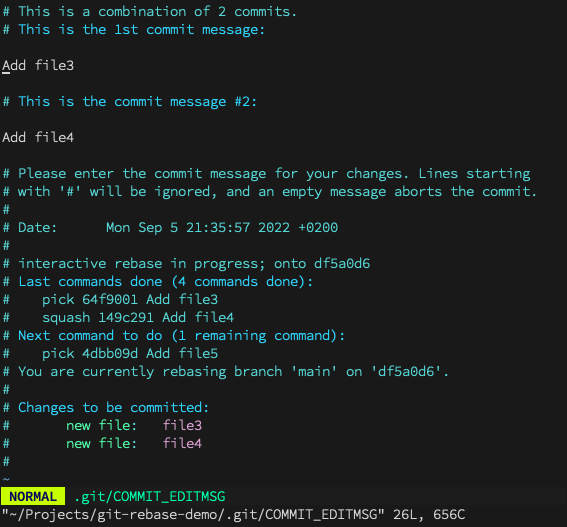 # This is a combination of 2 commits.
# This is the 1st commit message:

Add file3

# This is the commit message #2:

Add file4

# Please enter the commit message for your changes. Lines starting
# with '#' will be ignored, and an empty message aborts the commit.
#
# Date:      Mon Sep 5 21:35:57 2022 +0200
#
# interactive rebase in progress; onto df5a0d6
# Last commands done (4 commands done):
#    pick 64f9001 Add file3
#    squash 149c291 Add file4
# Next command to do (1 remaining command):
#    pick 4dbb09d Add file5
# You are currently rebasing branch 'main' on 'df5a0d6'.
#
# Changes to be committed:
#       new file:   file3
#       new file:   file4
#
~
NORMAL .git/COMMIT_EDITMSG
"~/Projects/git-rebase-demo/.git/COMMIT_EDITMSG" 26L, 656C